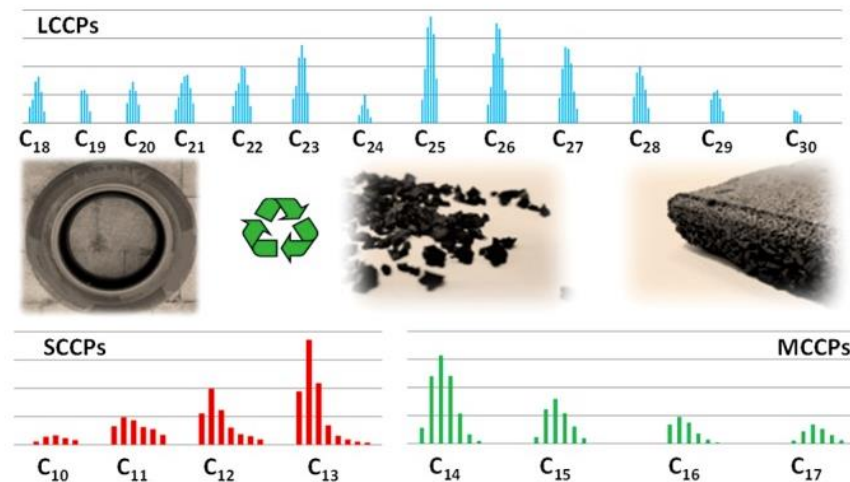 LCCPs
C₁₈ C₁₉ C₂₀ C₂₁ C₂₂ C₂₃ C₂₄ C₂₅ C₂₆ C₂₇ C₂₈ C₂₉ C₃₀
SCCPs MCCPs
C₁₀ C₁₁ C₁₂ C₁₃ C₁₄ C₁₅ C₁₆ C₁₇